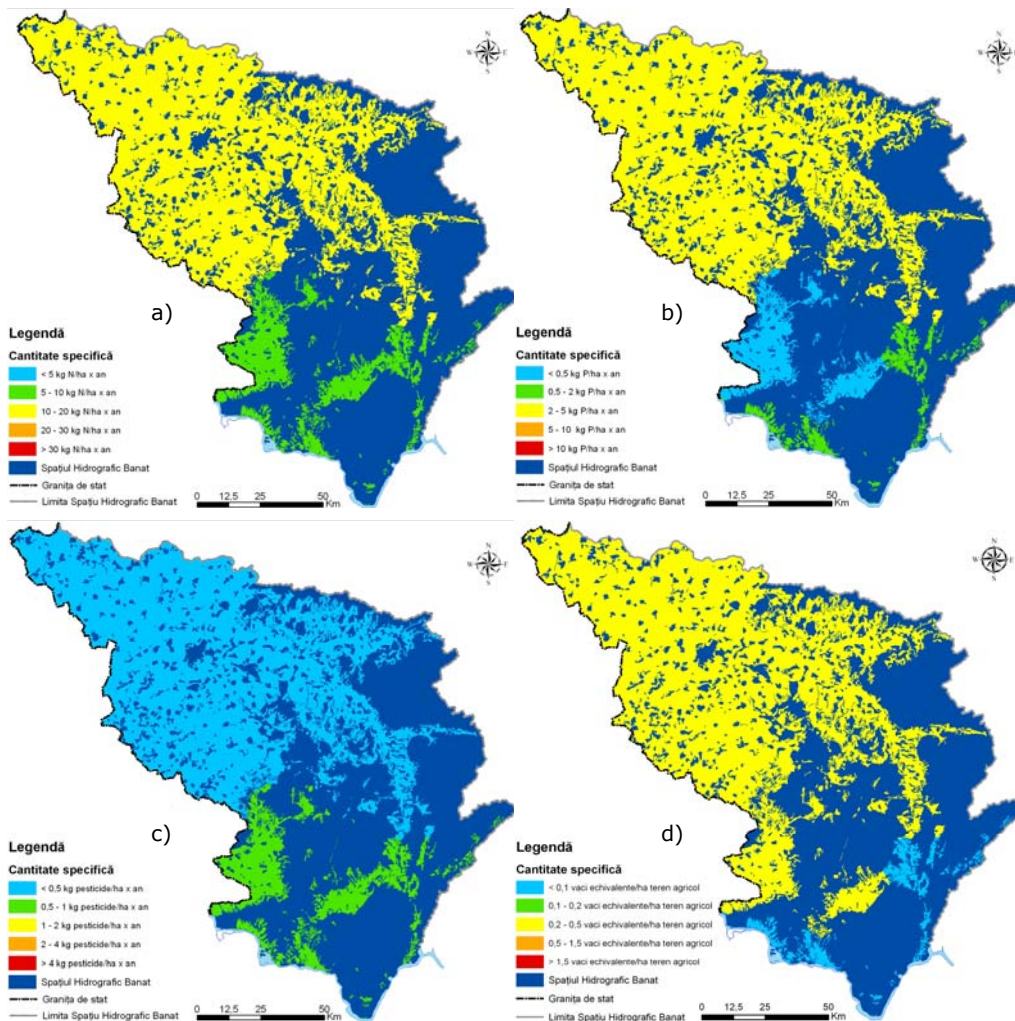 N
W E
S
a)
Legendă
Cantitate specifică
< 5 kg N/ha x an
5 - 10 kg N/ha x an
10 - 20 kg N/ha x an
20 - 30 kg N/ha x an
> 30 kg N/ha x an
Spațiul Hidrografic Banat
Granița de stat
Limita Spațiu Hidrografic Banat
0 12,5 25 50
Km
N
W E
S
b)
Legendă
Cantitate specifică
< 0,5 kg P/ha x an
0,5 - 2 kg P/ha x an
2 - 5 kg P/ha x an
5 - 10 kg P/ha x an
> 10 kg P/ha x an
Spațiul Hidrografic Banat
Granița de stat
Limita Spațiu Hidrografic Banat
0 12,5 25 50
Km
N
W E
S
c)
Legendă
Cantitate specifică
< 0,5 kg pesticide/ha x an
0,5 - 1 kg pesticide/ha x an
1 - 2 kg pesticide/ha x an
2 - 4 kg pesticide/ha x an
> 4 kg pesticide/ha x an
Spațiul Hidrografic Banat
Granița de stat
Limita Spațiu Hidrografic Banat
0 12,5 25 50
Km
N
W E
S
d)
Legendă
Cantitate specifică
< 0,1 vaci echivalente/ha teren agricol
0,1 - 0,2 vaci echivalente/ha teren agricol
0,2 - 0,5 vaci echivalente/ha teren agricol
0,5 - 1,5 vaci echivalente/ha teren agricol
> 1,5 vaci echivalente/ha teren agricol
Spațiul Hidrografic Banat
Granița de stat
Limita Spațiu Hidrografic Banat
0 12,5 25 50
Km